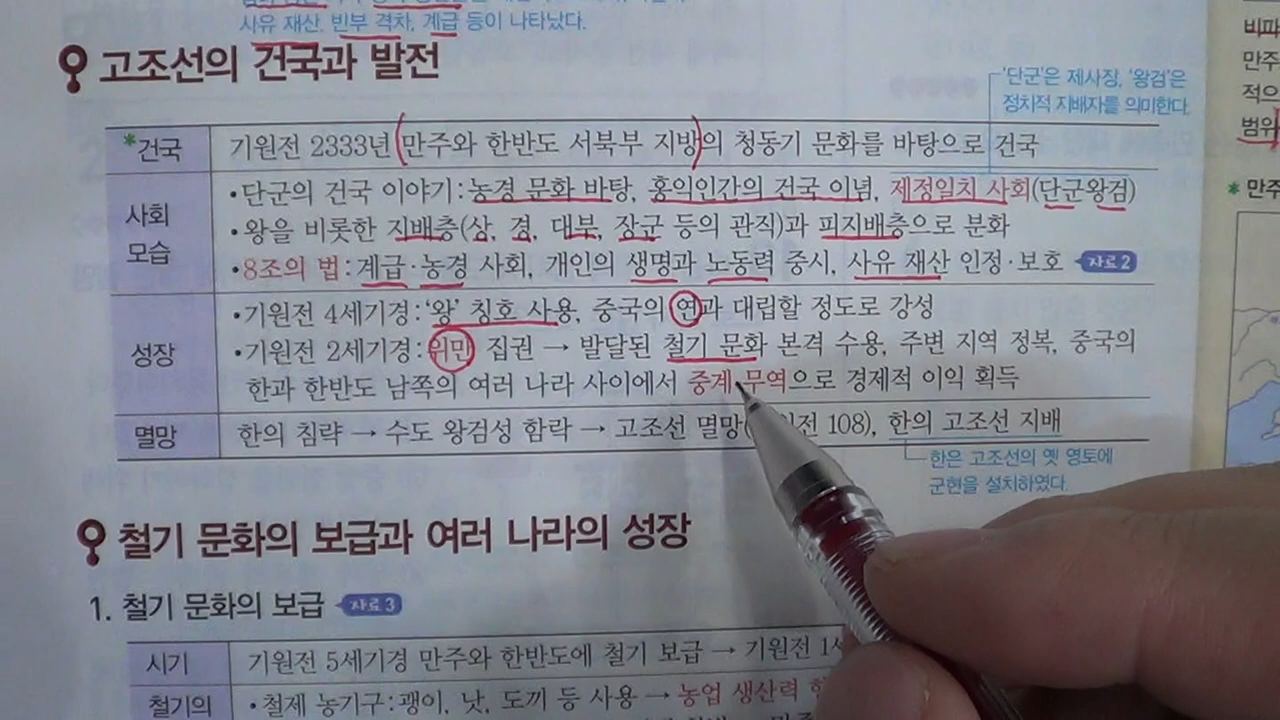 사유 재산, 빈부 격차, 계급 등이 나타났다.
고조선의 건국과 발전
'단군'은 제사장, '왕검'은
정치적 지배자를 의미한다.
*건국 기원전 2333년 (만주와 한반도 서북부 지방)의 청동기 문화를 바탕으로 건국
사회 모습
•단군의 건국 이야기: 농경 문화 바탕, 홍익인간의 건국 이념, 제정일치 사회(단군왕검)
•왕을 비롯한 지배층(상, 경, 대부, 장군 등의 관직)과 피지배층으로 분화
•8조의 법: 계급·농경 사회, 개인의 생명과 노동력 중시, 사유 재산 인정·보호 자료 2
성장
•기원전 4세기경: '왕' 칭호 사용, 중국의 연과 대립할 정도로 강성
•기원전 2세기경: 위만 집권 → 발달된 철기 문화 본격 수용, 주변 지역 정복, 중국의
한과 한반도 남쪽의 여러 나라 사이에서 중계 무역으로 경제적 이익 획득
멸망 한의 침략 → 수도 왕검성 함락 → 고조선 멸망( 전 108), 한의 고조선 지배
한은 고조선의 옛 영토에
군현을 설치하였다.
철기 문화의 보급과 여러 나라의 성장
1. 철기 문화의 보급 자료 3
시기 기원전 5세기경 만주와 한반도에 철기 보급 → 기원전
철기의 •철제 농기구: 괭이, 낫, 도끼 등 사용 → 농업 생산력
비파
만주
적으
범위
* 만주